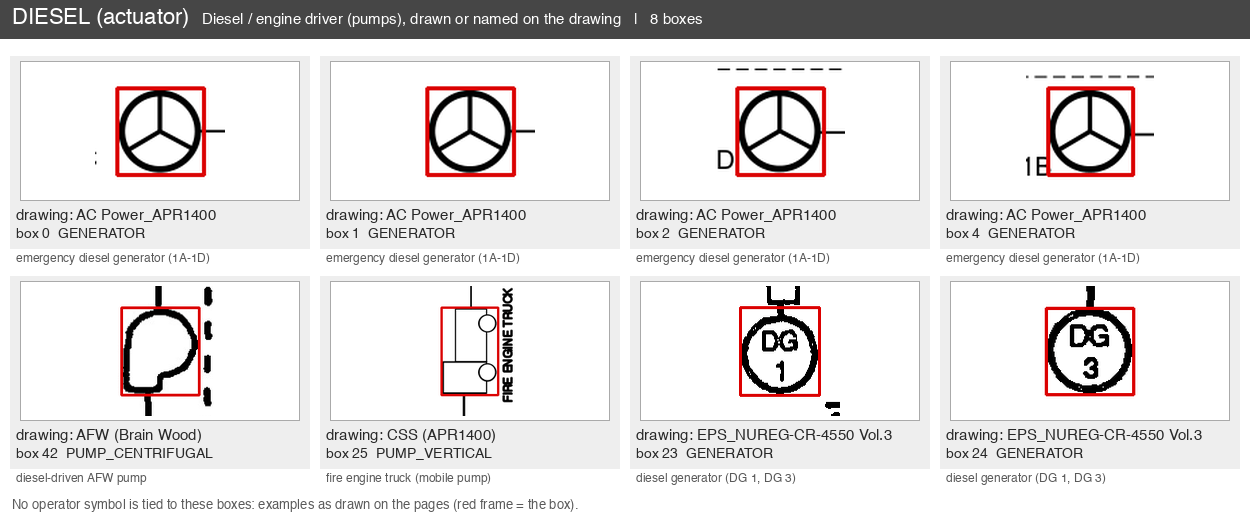 DIESEL (actuator) Diesel / engine driver (pumps), drawn or named on the drawing | 8 boxes
D
1E
drawing: AC Power_APR1400
box 0 GENERATOR
emergency diesel generator (1A-1D)
drawing: AC Power_APR1400
box 1 GENERATOR
emergency diesel generator (1A-1D)
drawing: AC Power_APR1400
box 2 GENERATOR
emergency diesel generator (1A-1D)
drawing: AC Power_APR1400
box 4 GENERATOR
emergency diesel generator (1A-1D)
FIRE ENGINE TRUCK
DG
1
DG
3
drawing: AFW (Brain Wood)
box 42 PUMP_CENTRIFUGAL
diesel-driven AFW pump
drawing: CSS (APR1400)
box 25 PUMP_VERTICAL
fire engine truck (mobile pump)
drawing: EPS_NUREG-CR-4550 Vol.3
box 23 GENERATOR
diesel generator (DG 1, DG 3)
drawing: EPS_NUREG-CR-4550 Vol.3
box 24 GENERATOR
diesel generator (DG 1, DG 3)
No operator symbol is tied to these boxes: examples as drawn on the pages (red frame = the box).